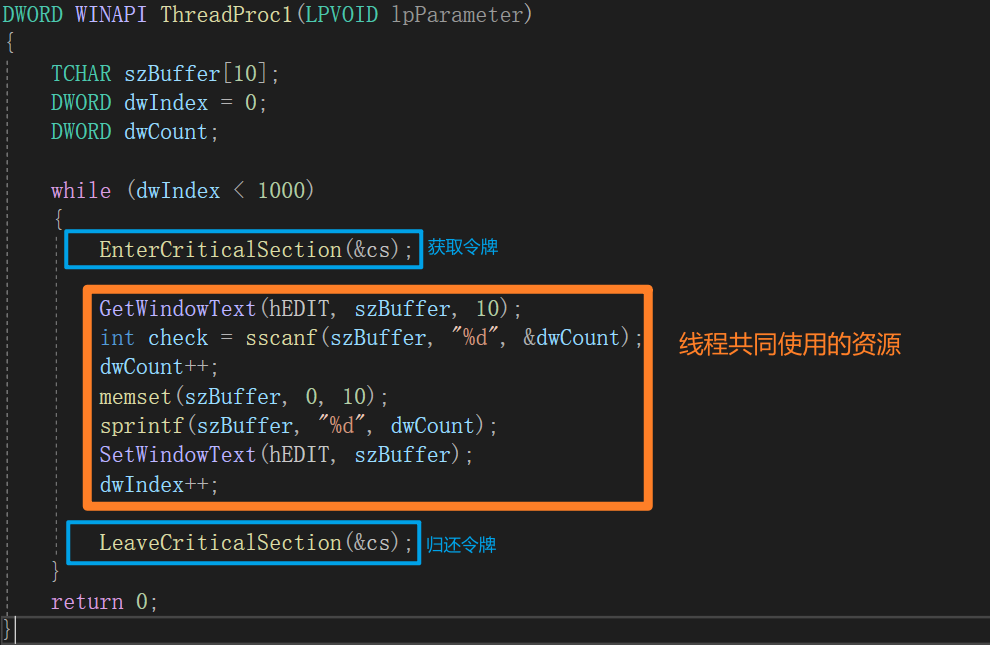 DWORD WINAPI ThreadProc1(LPVOID lpParameter)
{
    TCHAR szBuffer[10];
    DWORD dwIndex = 0;
    DWORD dwCount;

    while (dwIndex < 1000)
    {
        EnterCriticalSection(&cs); 获取令牌

        GetWindowText(hEDIT, szBuffer, 10);
        int check = sscanf(szBuffer, "%d", &dwCount); 线程共同使用的资源
        dwCount++;
        memset(szBuffer, 0, 10);
        sprintf(szBuffer, "%d", dwCount);
        SetWindowText(hEDIT, szBuffer);
        dwIndex++;

        LeaveCriticalSection(&cs); 归还令牌
    }
    return 0;
}